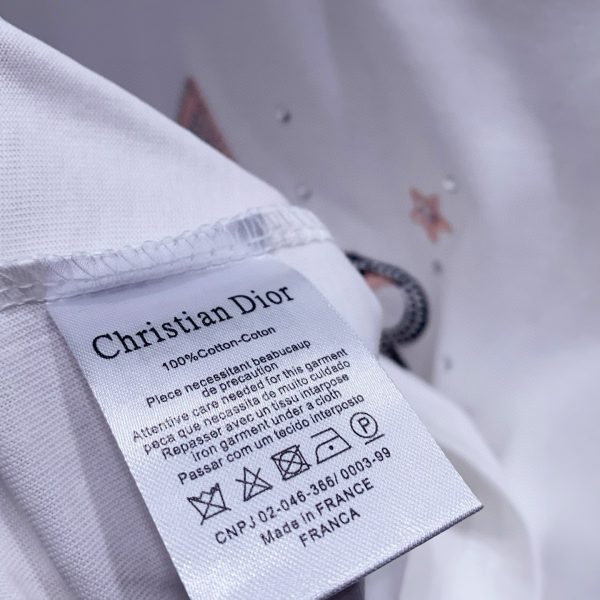 Christian Dior
100%Cotton-Coton
Piece necessitant beabucaup
de precaution
Attentive care needed for this garment
peça que necassita de muito cuidado
Repasser avec un tissu interpose
Iron garment under a cloth
Passar com um tecido interposto
P
CNPJ 02-046-366/ 0003-99
Made in FRANCE
FRANCA